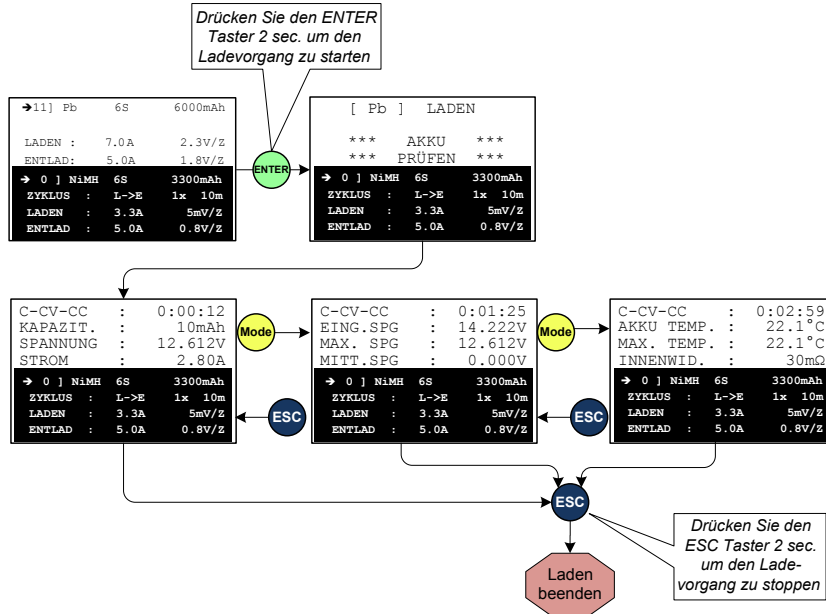 Drücken Sie den ENTER
Taster 2 sec. um den
Ladevorgang zu starten
➔11] Pb 6S 6000mAh
LADEN : 7.0A 2.3V/Z
ENTLAD: 5.0A 1.8V/Z
➔ 0 ] NiMH 6S 3300mAh
ZYKLUS : L->E 1x 10m
LADEN : 3.3A 5mV/Z
ENTLAD : 5.0A 0.8V/Z
ENTER
[ Pb ] LADEN
*** AKKU ***
*** PRÜFEN ***
➔ 0 ] NiMH 6S 3300mAh
ZYKLUS : L->E 1x 10m
LADEN : 3.3A 5mV/Z
ENTLAD : 5.0A 0.8V/Z
C-CV-CC : 0:00:12
KAPAZIT. : 10mAh
SPANNUNG : 12.612V
STROM : 2.80A
➔ 0 ] NiMH 6S 3300mAh
ZYKLUS : L->E 1x 10m
LADEN : 3.3A 5mV/Z
ENTLAD : 5.0A 0.8V/Z
Mode
ESC
C-CV-CC : 0:01:25
EING.SPG : 14.222V
MAX. SPG : 12.612V
MITT.SPG : 0.000V
➔ 0 ] NiMH 6S 3300mAh
ZYKLUS : L->E 1x 10m
LADEN : 3.3A 5mV/Z
ENTLAD : 5.0A 0.8V/Z
Mode
ESC
C-CV-CC : 0:02:59
AKKU TEMP. : 22.1°C
MAX. TEMP. : 22.1°C
INNENWID. : 30mΩ
➔ 0 ] NiMH 6S 3300mAh
ZYKLUS : L->E 1x 10m
LADEN : 3.3A 5mV/Z
ENTLAD : 5.0A 0.8V/Z
ESC
Drücken Sie den
ESC Taster 2 sec.
um den Lade-
vorgang zu stoppen
Laden
beenden